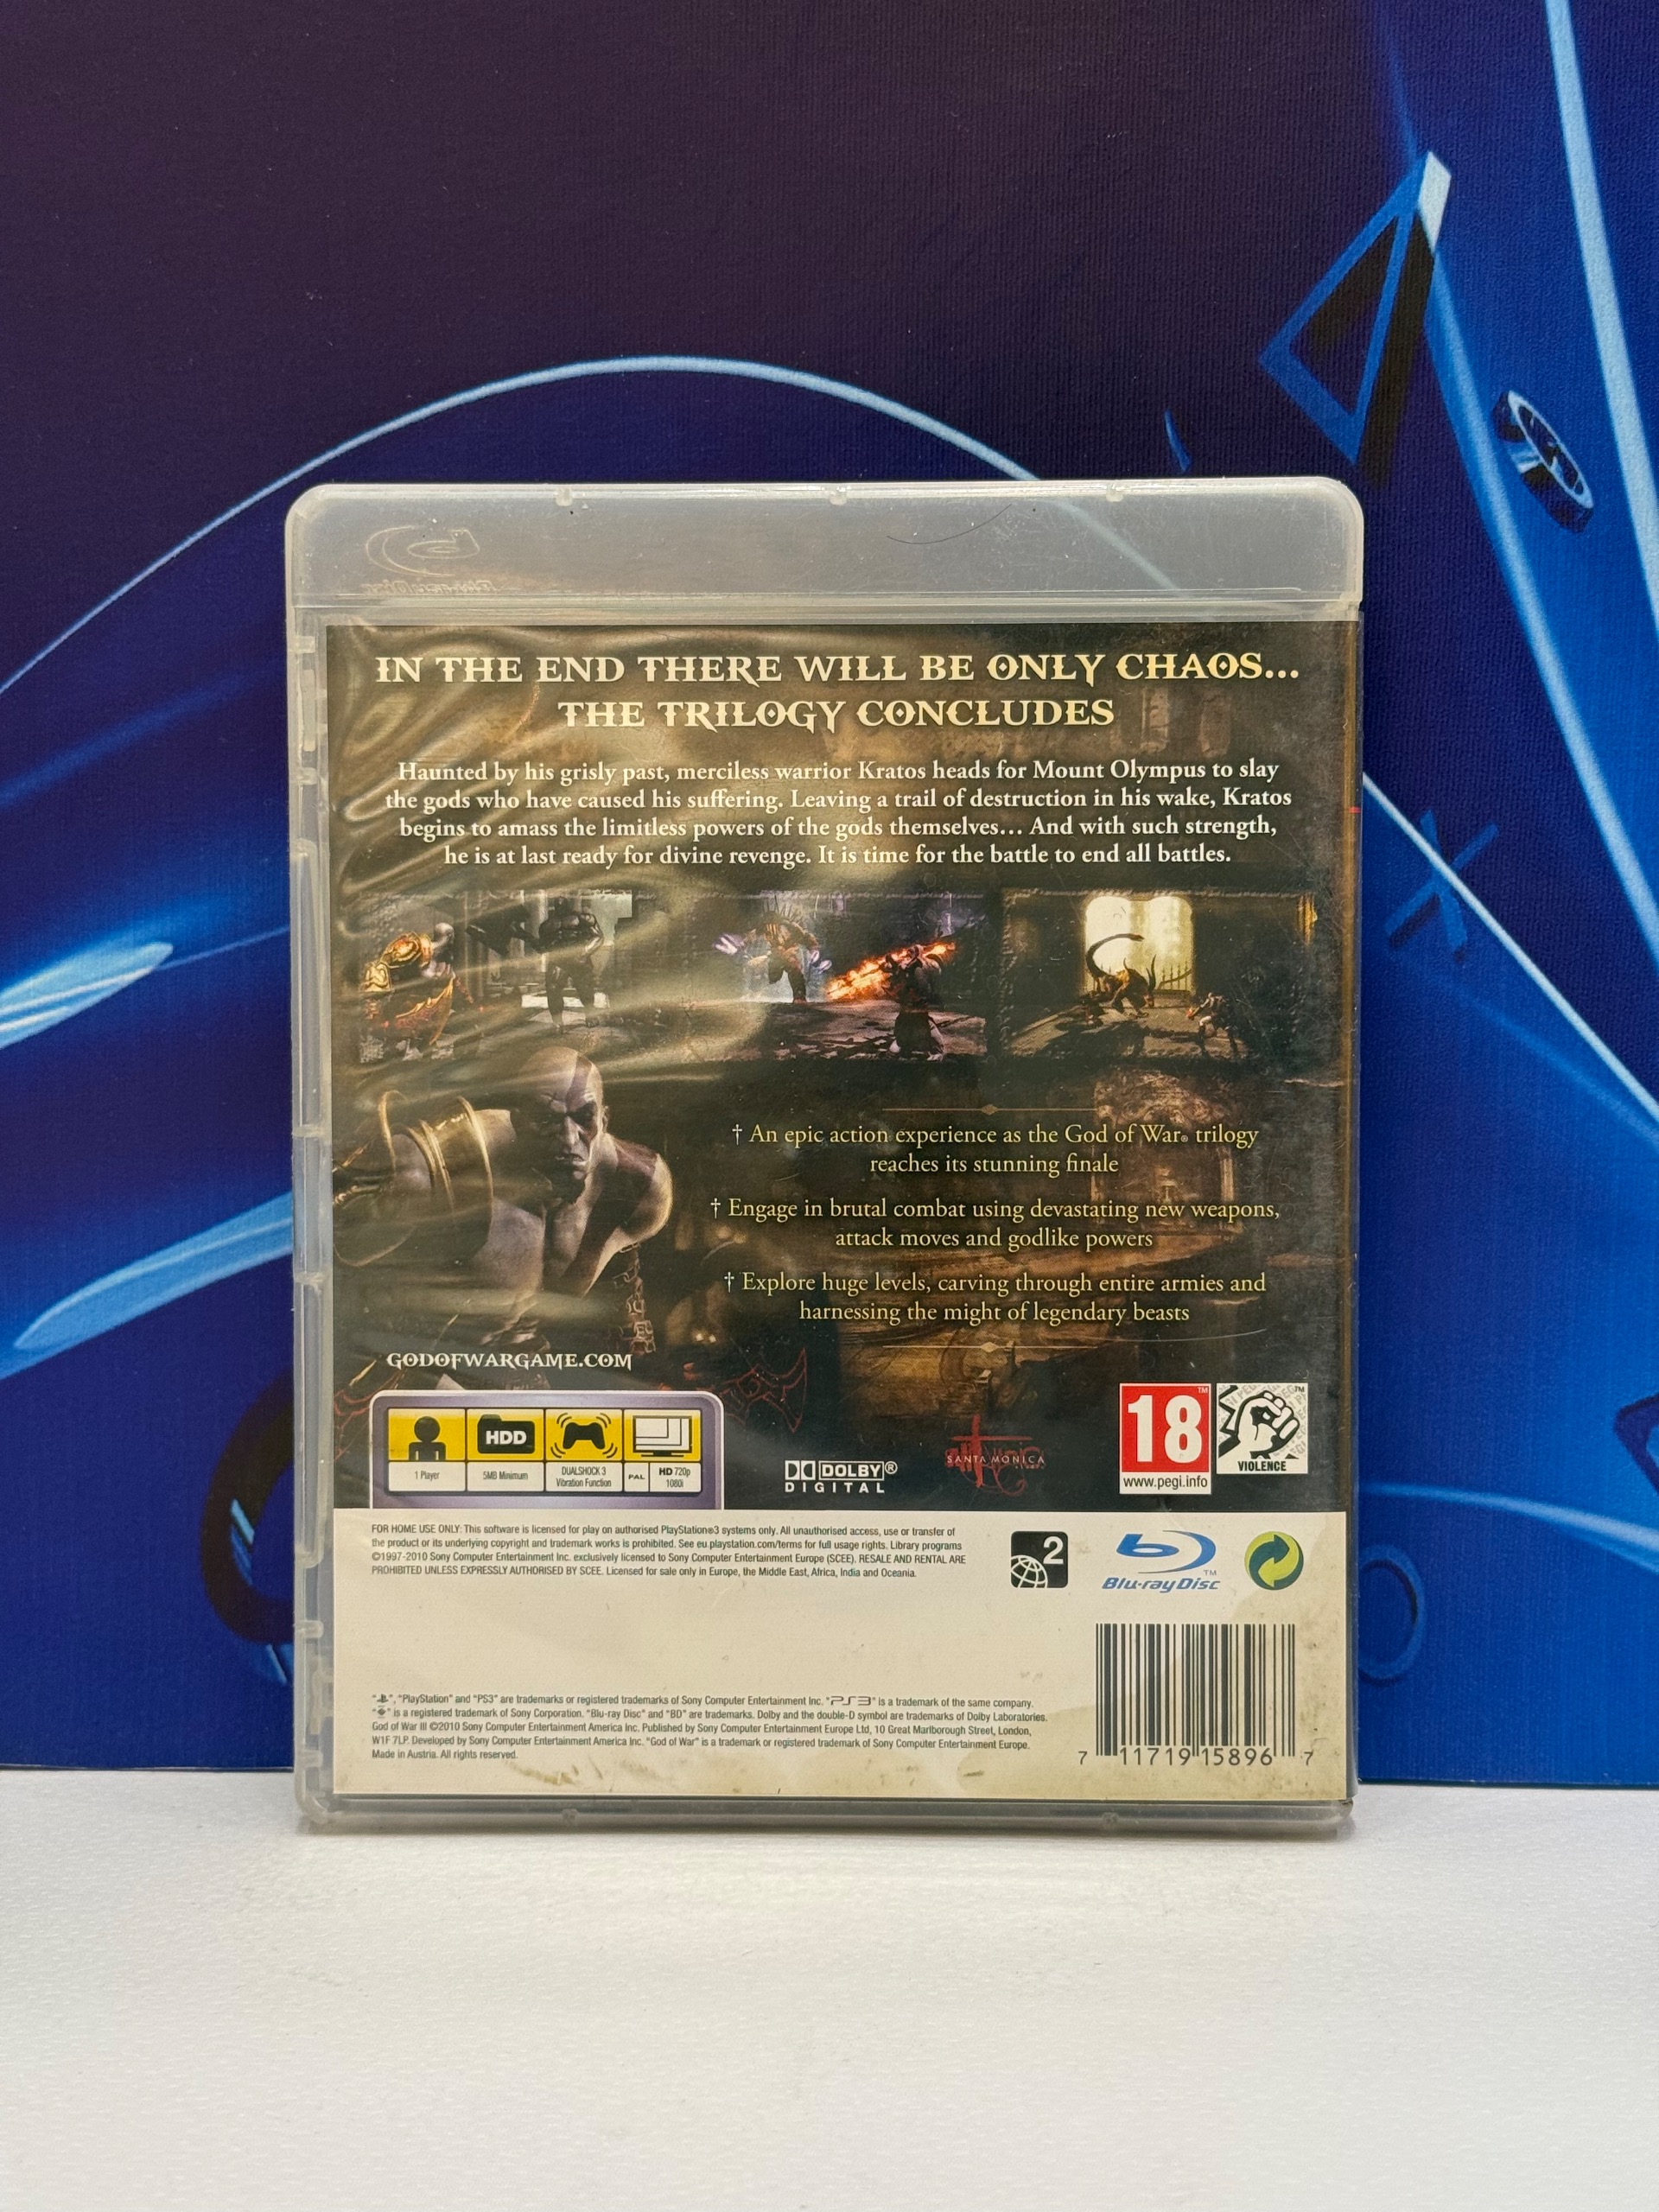 IN THE END THERE WILL BE ONLY CHAOS...
THE TRILOGY CONCLUDES
Haunted by his grisly past, merciless warrior Kratos heads for Mount Olympus to slay
the gods who have caused his suffering. Leaving a trail of destruction in his wake, Kratos
begins to amass the limitless powers of the gods themselves... And with such strength,
he is at last ready for divine revenge. It is time for the battle to end all battles.
† An epic action experience as the God of War® trilogy
reaches its stunning finale
† Engage in brutal combat using devastating new weapons,
attack moves and godlike powers
† Explore huge levels, carving through entire armies and
harnessing the might of legendary beasts
GODOFWARGAME.COM
HDD
1 Player
5MB Minimum
DUALSHOCK 3
Vibration Function
PAL
HD 720p
1080i
DOLBY®
DIGITAL
SANTA MONICA
18™
www.pegi.info
™
VIOLENCE
FOR HOME USE ONLY: This software is licensed for play on authorised PlayStation®3 systems only. All unauthorised access, use or transfer of
the product or its underlying copyright and trademark works is prohibited. See eu.playstation.com/terms for full usage rights. Library programs
©1997-2010 Sony Computer Entertainment Inc. exclusively licensed to Sony Computer Entertainment Europe (SCEE). RESALE AND RENTAL ARE
PROHIBITED UNLESS EXPRESSLY AUTHORISED BY SCEE. Licensed for sale only in Europe, the Middle East, Africa, India and Oceania.
2
Blu-ray Disc™
"", "PlayStation" and "PS3" are trademarks or registered trademarks of Sony Computer Entertainment Inc. "PS3" is a trademark of the same company.
"" is a registered trademark of Sony Corporation. "Blu-ray Disc" and "BD" are trademarks. Dolby and the double-D symbol are trademarks of Dolby Laboratories.
God of War III ©2010 Sony Computer Entertainment America Inc. Published by Sony Computer Entertainment Europe Ltd, 10 Great Marlborough Street, London,
W1F 7LP. Developed by Sony Computer Entertainment America Inc. "God of War" is a trademark or registered trademark of Sony Computer Entertainment Europe.
Made in Austria. All rights reserved.
7 11719 15896 7